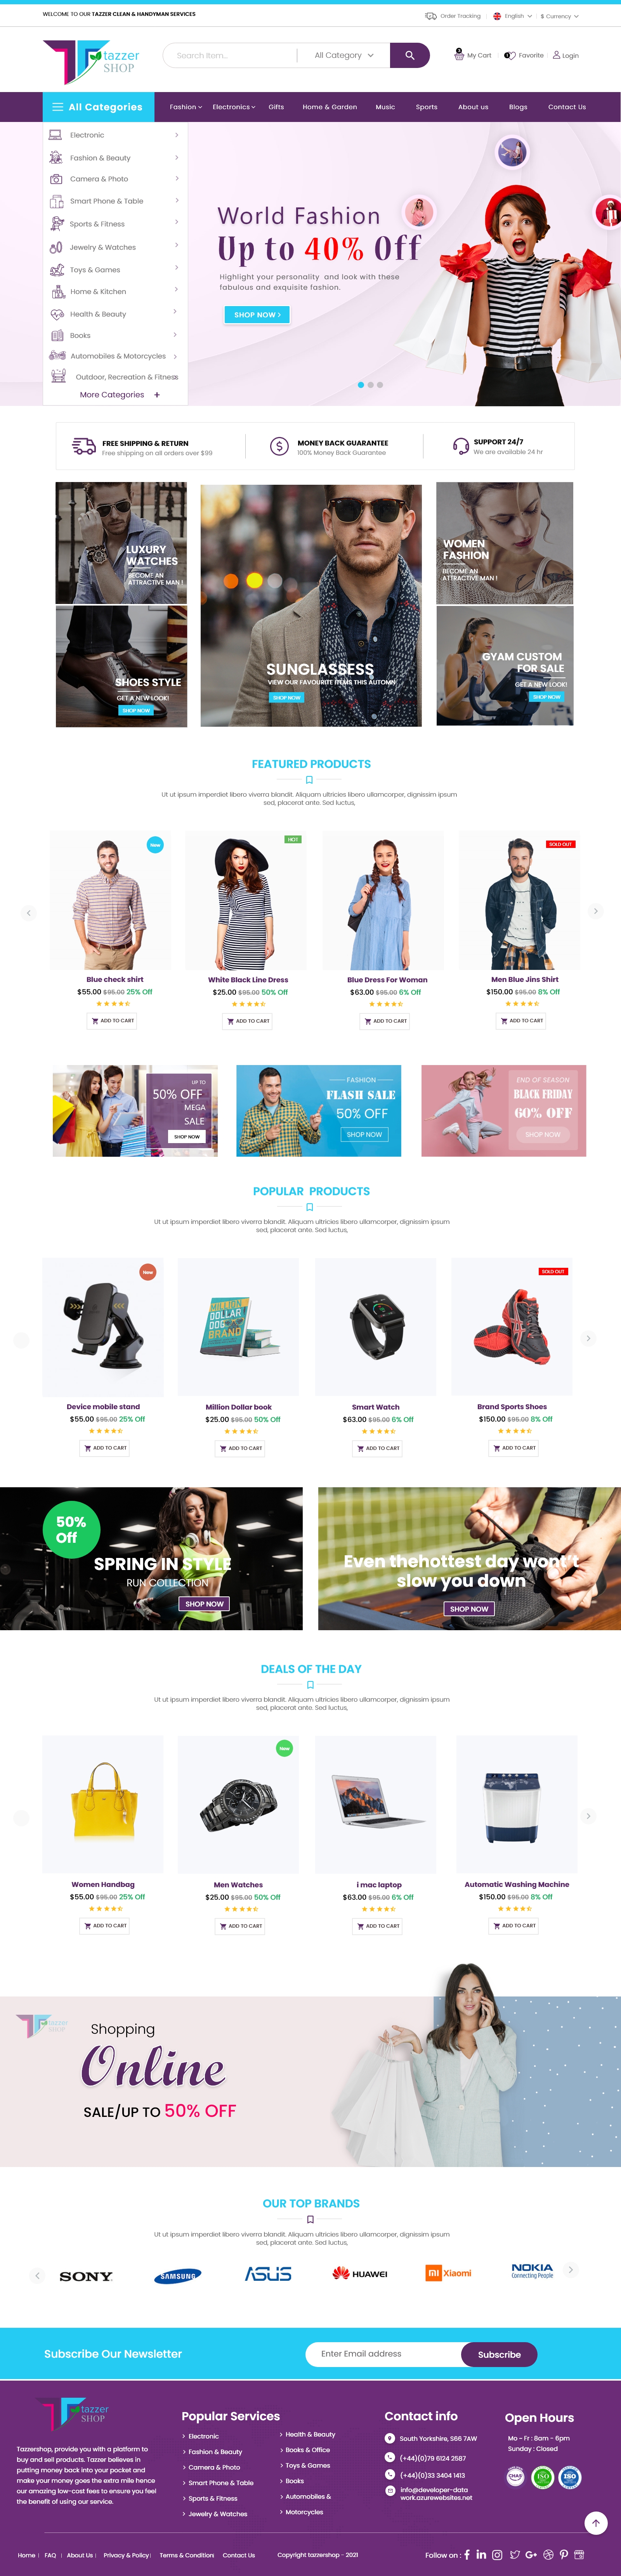 WELCOME TO OUR TAZZER CLEAN & HANDYMAN SERVICES
Order Tracking
English
$ Currency
tazzer
SHOP
Search Item...
All Category
3
My Cart
Favorite
Login
All Categories
Fashion
Electronics
Gifts
Home & Garden
Music
Sports
About us
Blogs
Contact Us
Electronic
Fashion & Beauty
Camera & Photo
Smart Phone & Table
Sports & Fitness
Jewelry & Watches
Toys & Games
Home & Kitchen
Health & Beauty
Books
Automobiles & Motorcycles
Outdoor, Recreation & Fitness
More Categories +
World Fashion
Up to 40% Off
Highlight your personality and look with these
fabulous and exquisite fashion.
SHOP NOW
FREE SHIPPING & RETURN
Free shipping on all orders over $99
MONEY BACK GUARANTEE
100% Money Back Guarantee
SUPPORT 24/7
We are available 24 hr
LUXURY
WATCHES
BECOME AN
ATTRACTIVE MAN !
SHOES STYLE
GET A NEW LOOK!
SHOP NOW
SUNGLASSESS
VIEW OUR FAVOURITE ITEMS THIS AUTOMN
SHOP NOW
WOMEN
FASHION
BECOME AN
ATTRACTIVE MAN !
GYAM CUSTOM
FOR SALE
GET A NEW LOOK!
SHOP NOW
FEATURED PRODUCTS
Ut ut ipsum imperdiet libero viverra blandit. Aliquam ultricies libero ullamcorper, dignissim ipsum
sed, placerat ante. Sed luctus,
New
HOT
SOLD OUT
Blue check shirt
$55.00 $95.00 25% Off
ADD TO CART
White Black Line Dress
$25.00 $95.00 50% Off
ADD TO CART
Blue Dress For Woman
$63.00 $95.00 6% Off
ADD TO CART
Men Blue Jins Shirt
$150.00 $95.00 8% Off
ADD TO CART
UP TO
50% OFF
MEGA
SALE
SHOP NOW
FASHION
FLASH SALE
50% OFF
SHOP NOW
END OF SEASON
BLACK FRIDAY
60% OFF
SHOP NOW
POPULAR PRODUCTS
Ut ut ipsum imperdiet libero viverra blandit. Aliquam ultricies libero ullamcorper, dignissim ipsum
sed, placerat ante. Sed luctus,
New
MILLION
DOLLAR
DOG
BRAND
SOLD OUT
Device mobile stand
$55.00 $95.00 25% Off
ADD TO CART
Million Dollar book
$25.00 $95.00 50% Off
ADD TO CART
Smart Watch
$63.00 $95.00 6% Off
ADD TO CART
Brand Sports Shoes
$150.00 $95.00 8% Off
ADD TO CART
50%
Off
SPRING IN STYLE
RUN COLLECTION
SHOP NOW
Even thehottest day wont't
slow you down
SHOP NOW
DEALS OF THE DAY
Ut ut ipsum imperdiet libero viverra blandit. Aliquam ultricies libero ullamcorper, dignissim ipsum
sed, placerat ante. Sed luctus,
New
Women Handbag
$55.00 $95.00 25% Off
ADD TO CART
Men Watches
$25.00 $95.00 50% Off
ADD TO CART
i mac laptop
$63.00 $95.00 6% Off
ADD TO CART
Automatic Washing Machine
$150.00 $95.00 8% Off
ADD TO CART
tazzer
SHOP
Shopping
Online
SALE/UP TO 50% OFF
OUR TOP BRANDS
Ut ut ipsum imperdiet libero viverra blandit. Aliquam ultricies libero ullamcorper, dignissim ipsum
sed, placerat ante. Sed luctus,
SONY
SAMSUNG
ASUS
HUAWEI
mi Xiaomi
NOKIA
Connecting People
Subscribe Our Newsletter
Enter Email address
Subscribe
tazzer
SHOP
Tazzershop, provide you with a platform to
buy and sell products. Tazzer believes in
putting money back into your pocket and
make your money goes the extra mile hence
our amazing low-cost fees to ensure you feel
the benefit of using our service.
Popular Services
Electronic
Fashion & Beauty
Camera & Photo
Smart Phone & Table
Sports & Fitness
Jewelry & Watches
Health & Beauty
Books & Office
Toys & Games
Books
Automobiles &
Motorcycles
Contact info
South Yorkshire, S66 7AW
(+44)(0)79 6124 2587
(+44)(0)33 3404 1413
info@developer-data
work.azurewebsites.net
Open Hours
Mo - Fr : 8am - 6pm
Sunday : Closed
CHAS
ISO
ISO
Home | FAQ | About Us | Privacy & Policy | Terms & Condition | Contact Us
Copyright tazzershop - 2021
Follow on :